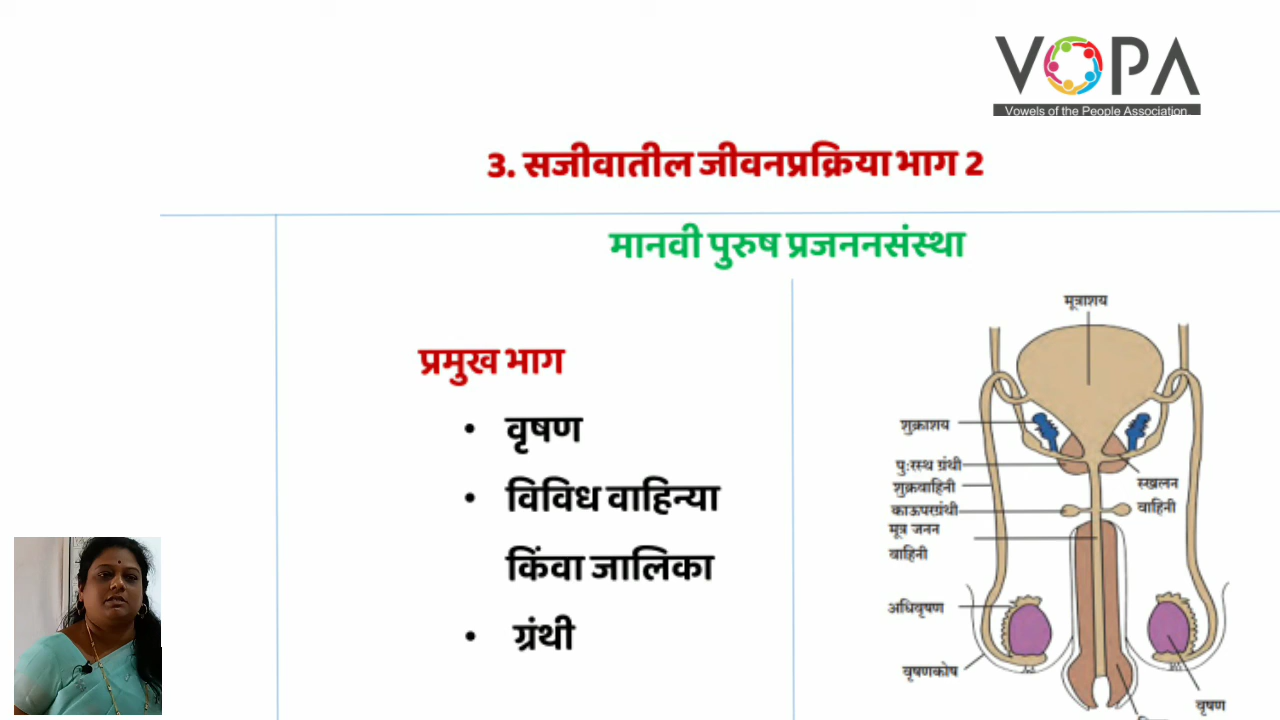 VOPA
Vowels of the People Association
3. सजीवातील जीवनप्रक्रिया भाग 2
मानवी पुरुष प्रजननसंस्था
प्रमुख भाग
• वृषण
• विविध वाहिन्या
किंवा जालिका
• ग्रंथी
मूत्राशय
शुक्राशय
पुःरस्थ ग्रंथी
शुक्रवाहिनी
काऊपरग्रंथी
मूत्र जनन
वाहिनी
अधिवृषण
वृषणकोष
स्खलन
वाहिनी
वृषण